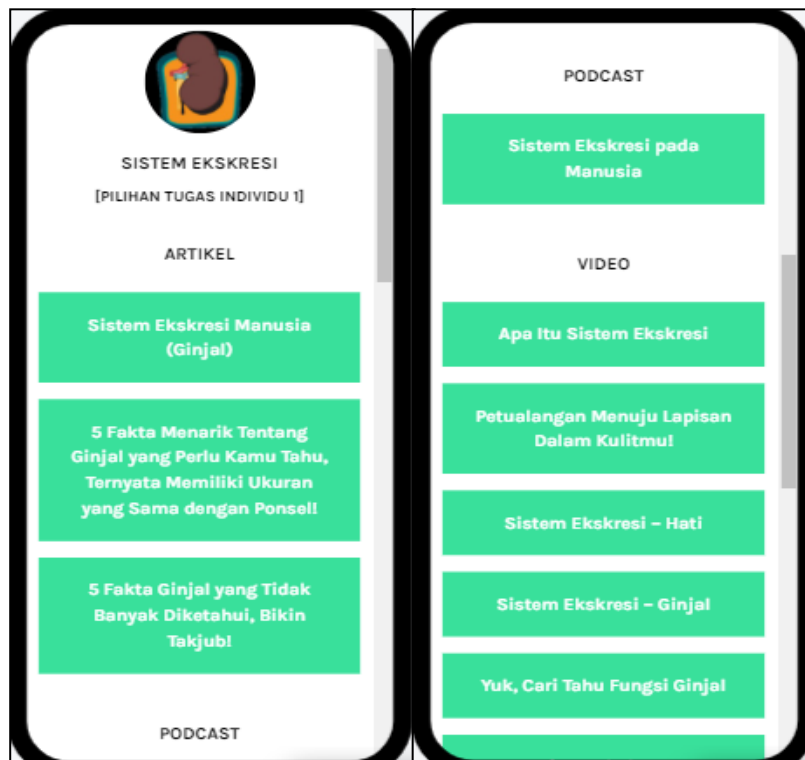 SISTEM EKSKRESI
[PILIHAN TUGAS INDIVIDU 1]
ARTIKEL
Sistem Ekskresi Manusia
(Ginjal)
5 Fakta Menarik Tentang
Ginjal yang Perlu Kamu Tahu,
Ternyata Memiliki Ukuran
yang Sama dengan Ponsel!
5 Fakta Ginjal yang Tidak
Banyak Diketahui, Bikin
Takjub!
PODCAST
PODCAST
Sistem Ekskresi pada
Manusia
VIDEO
Apa Itu Sistem Ekskresi
Petualangan Menuju Lapisan
Dalam Kulitmu!
Sistem Ekskresi – Hati
Sistem Ekskresi – Ginjal
Yuk, Cari Tahu Fungsi Ginjal